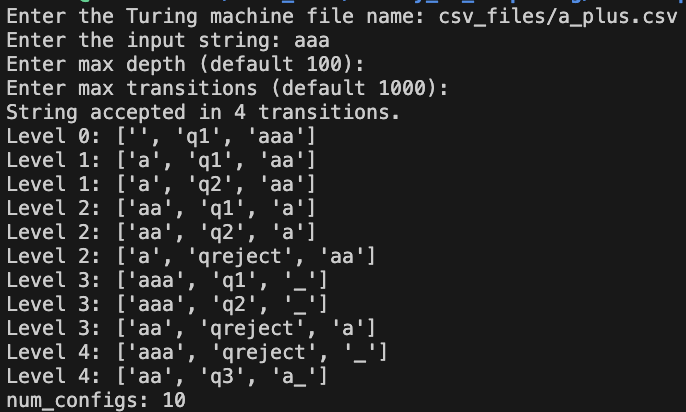 Enter the Turing machine file name: csv_files/a_plus.csv
Enter the input string: aaa
Enter max depth (default 100):
Enter max transitions (default 1000):
String accepted in 4 transitions.
Level 0: ['', 'q1', 'aaa']
Level 1: ['a', 'q1', 'aa']
Level 1: ['a', 'q2', 'aa']
Level 2: ['aa', 'q1', 'a']
Level 2: ['aa', 'q2', 'a']
Level 2: ['a', 'qreject', 'aa']
Level 3: ['aaa', 'q1', '_']
Level 3: ['aaa', 'q2', '_']
Level 3: ['aa', 'qreject', 'a']
Level 4: ['aaa', 'qreject', '_']
Level 4: ['aa', 'q3', 'a_']
num_configs: 10